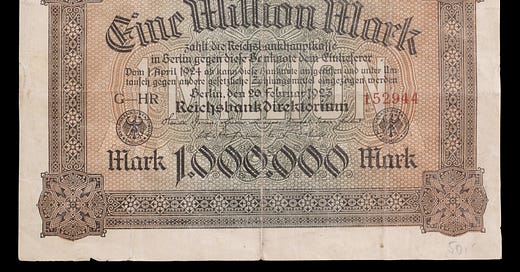 Eine Million Mark
zahlt die Reichsbankhauptkasse
in Berlin gegen diese Banknote dem Einlieferer
Vom 1. April 1924 ab kann diese Banknote aufgerufen und unter Um-
tausch gegen andere gesetzliche Zahlungsmittel eingezogen werden
Berlin, den 20. Februar 1923
G-HR 152944
Reichsbankdirektorium
Mark 1.000.000 Mark
50,-